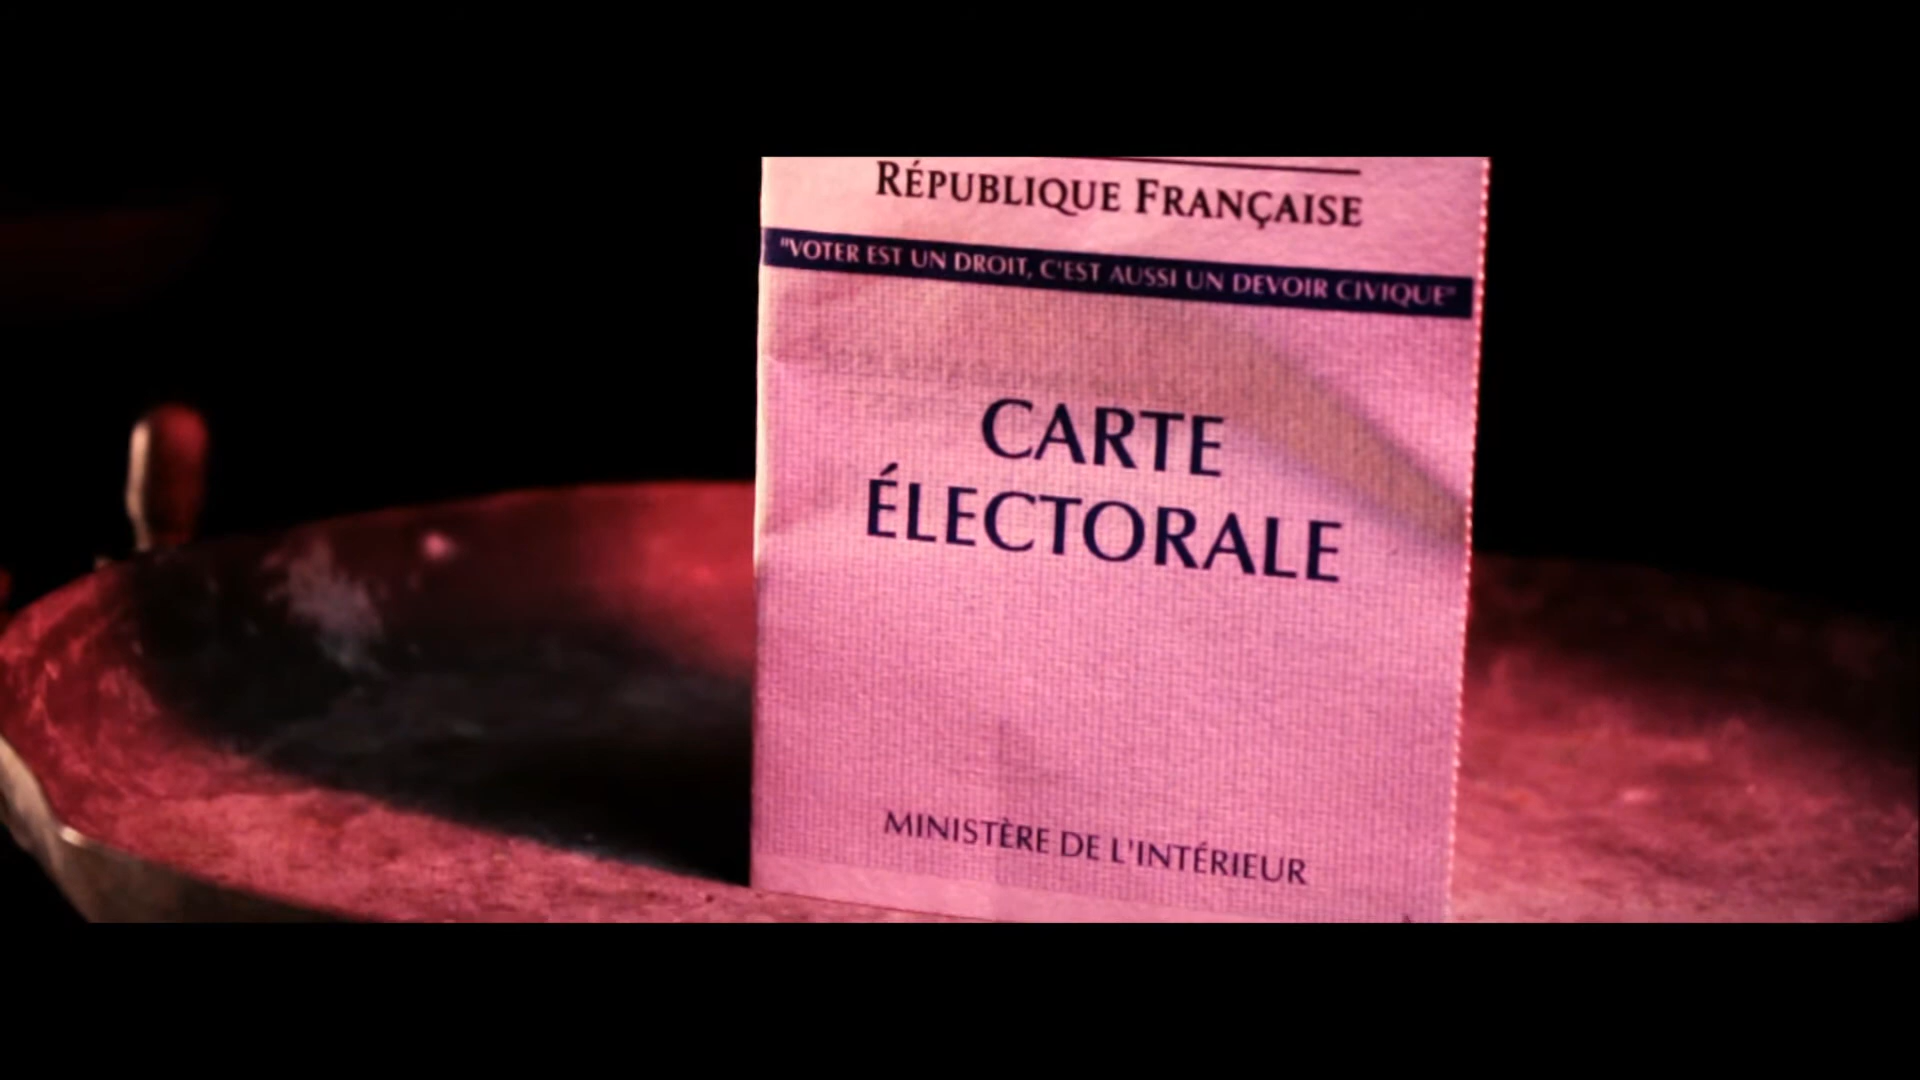 RÉPUBLIQUE FRANÇAISE
"VOTER EST UN DROIT, C'EST AUSSI UN DEVOIR CIVIQUE"
CARTE
ÉLECTORALE
MINISTÈRE DE L'INTÉRIEUR